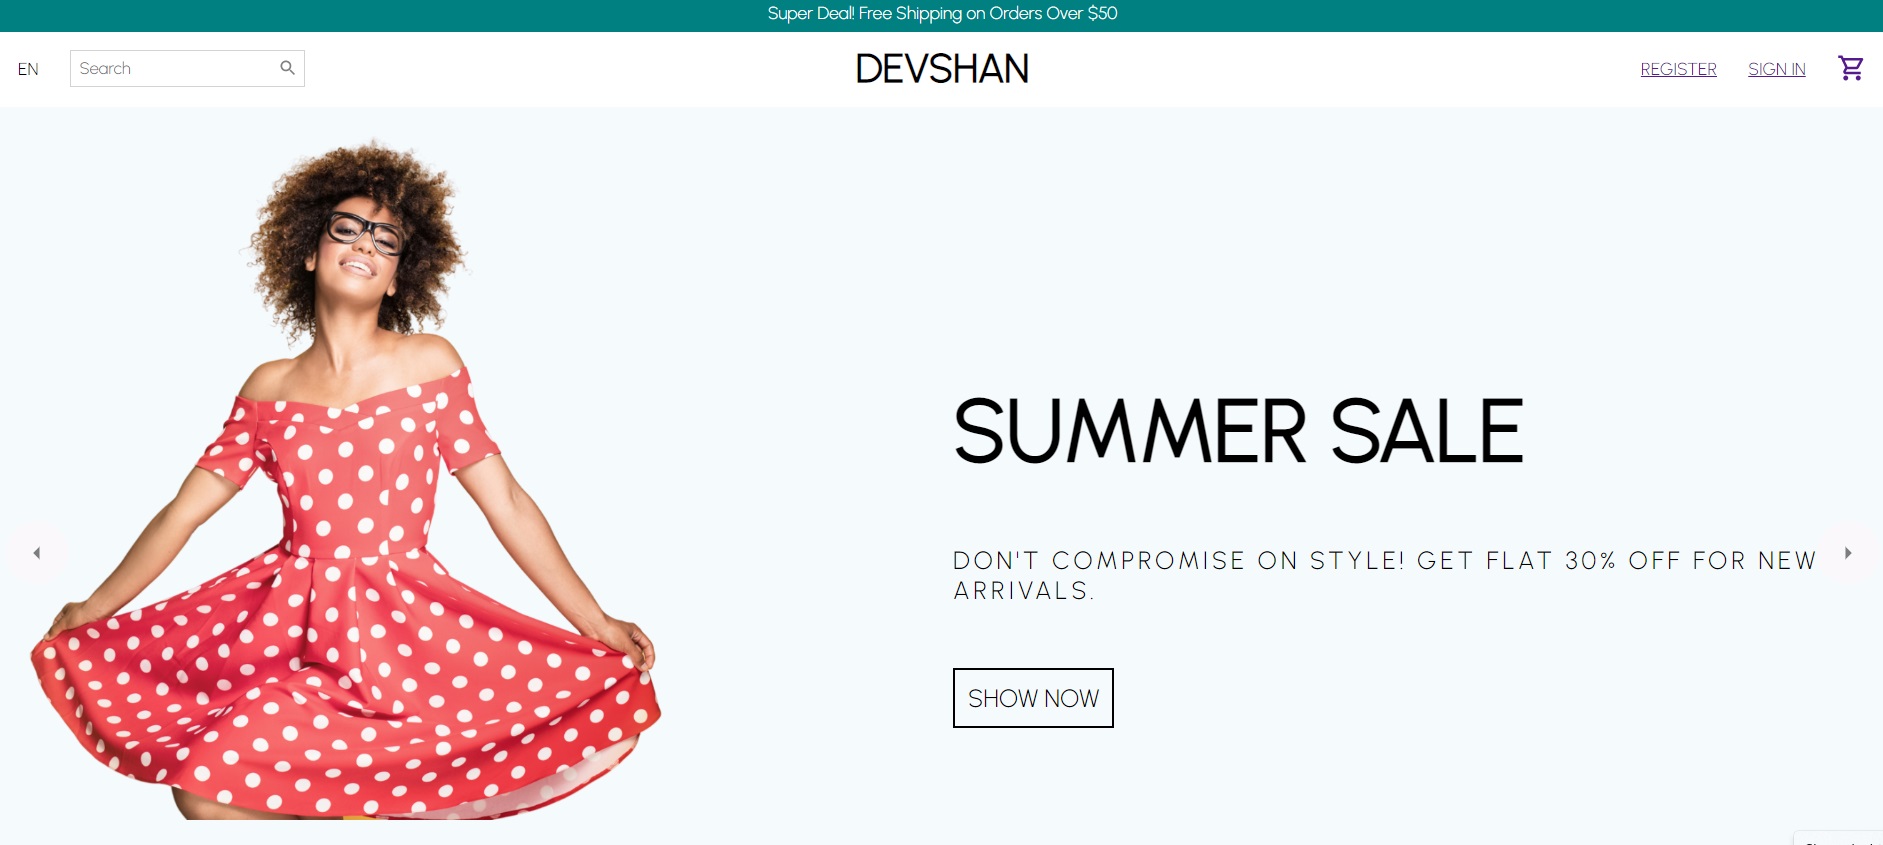 Super Deal! Free Shipping on Orders Over $50
EN
Search
DEVSHAN
REGISTER
SIGN IN
SUMMER SALE
DON'T COMPROMISE ON STYLE! GET FLAT 30% OFF FOR NEW
ARRIVALS.
SHOW NOW